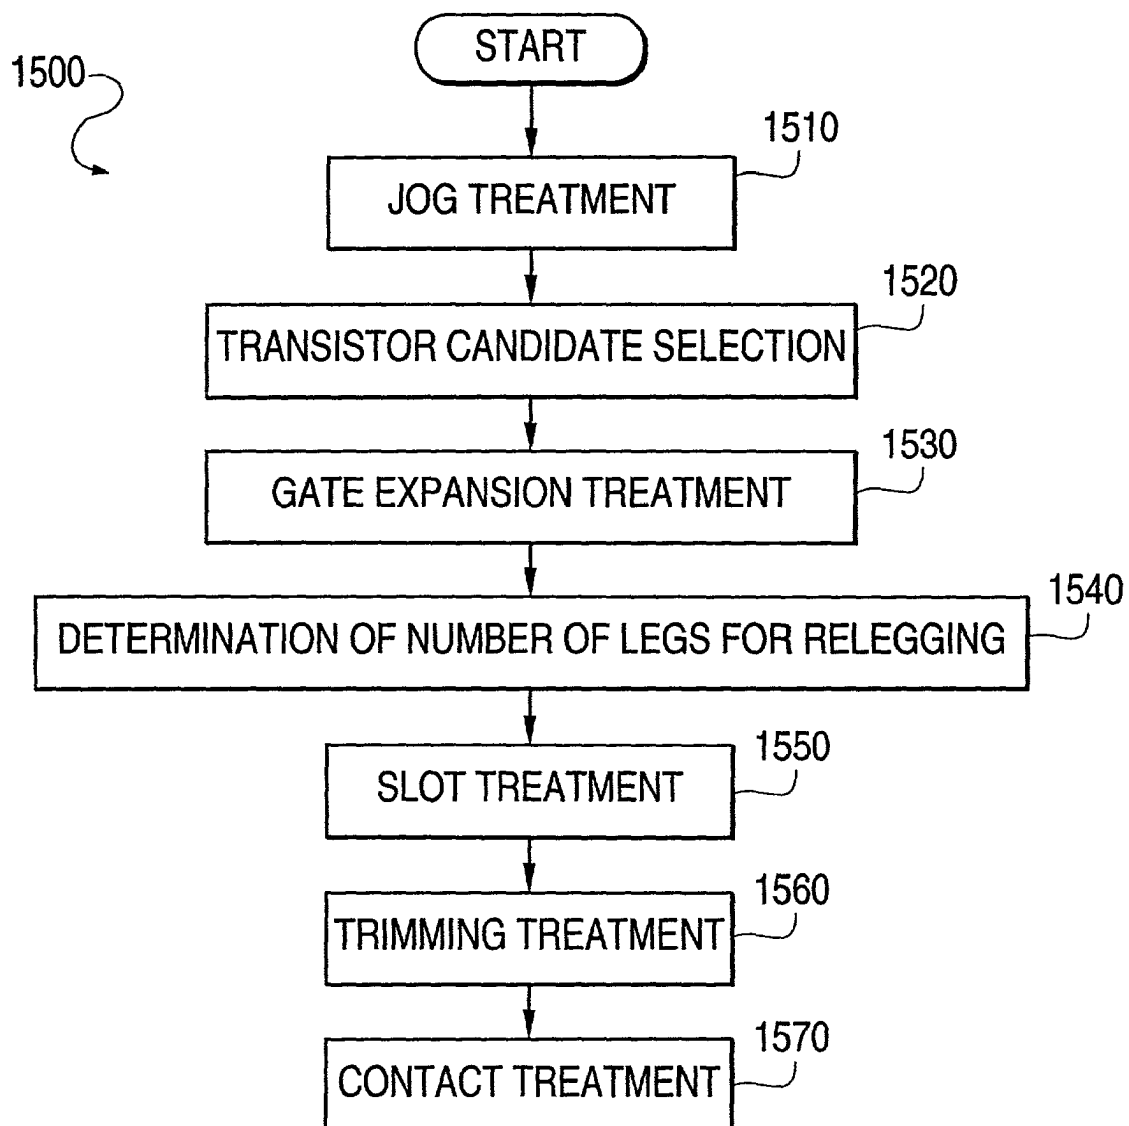 START
1500
1510
JOG TREATMENT
1520
TRANSISTOR CANDIDATE SELECTION
1530
GATE EXPANSION TREATMENT
1540
DETERMINATION OF NUMBER OF LEGS FOR RELEGGING
1550
SLOT TREATMENT
1560
TRIMMING TREATMENT
1570
CONTACT TREATMENT